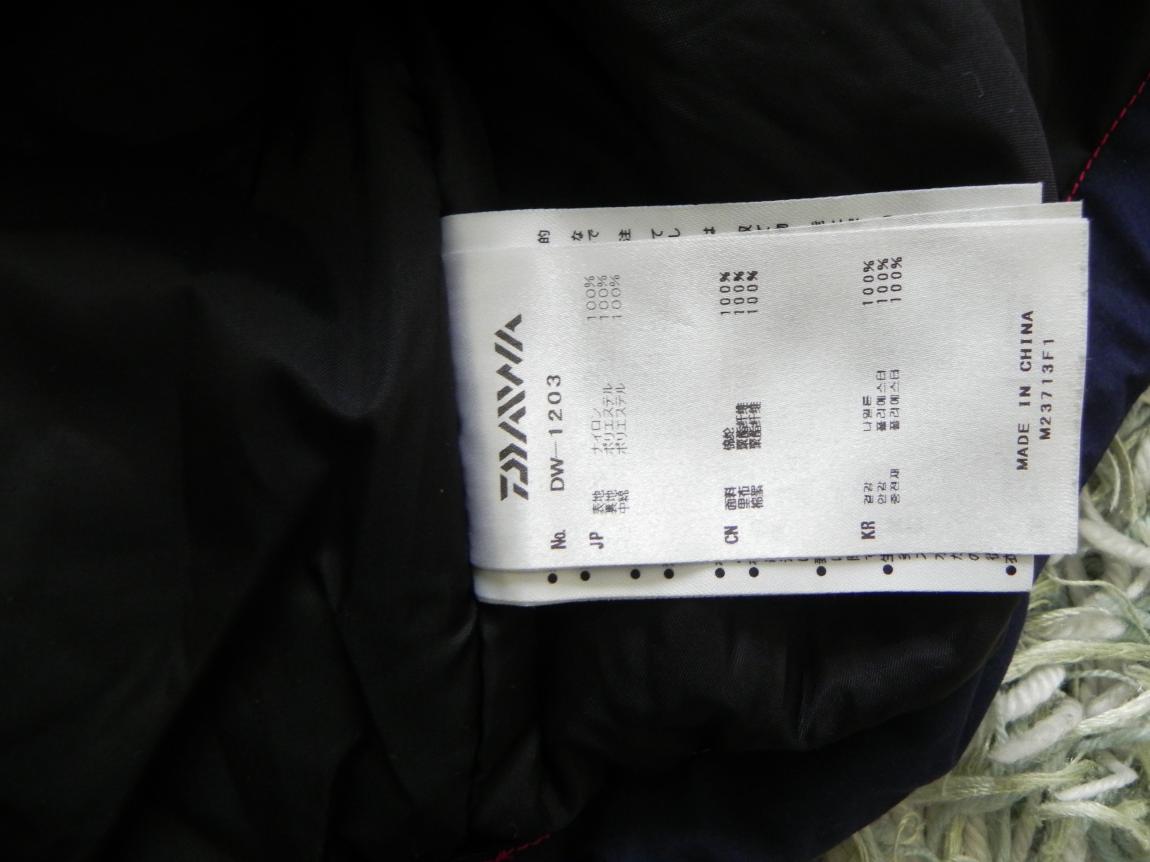 DAIWA
No. DW-1203
JP 表地 ナイロン 100%
裏地 ポリエステル 100%
中綿 ポリエステル 100%
CN 面料 锦纶 100%
里布 聚酯纤维 100%
棉絮 聚酯纤维 100%
KR 겉감 나일론 100%
안감 폴리에스터 100%
충전재 폴리에스터 100%
MADE IN CHINA
M23713F1